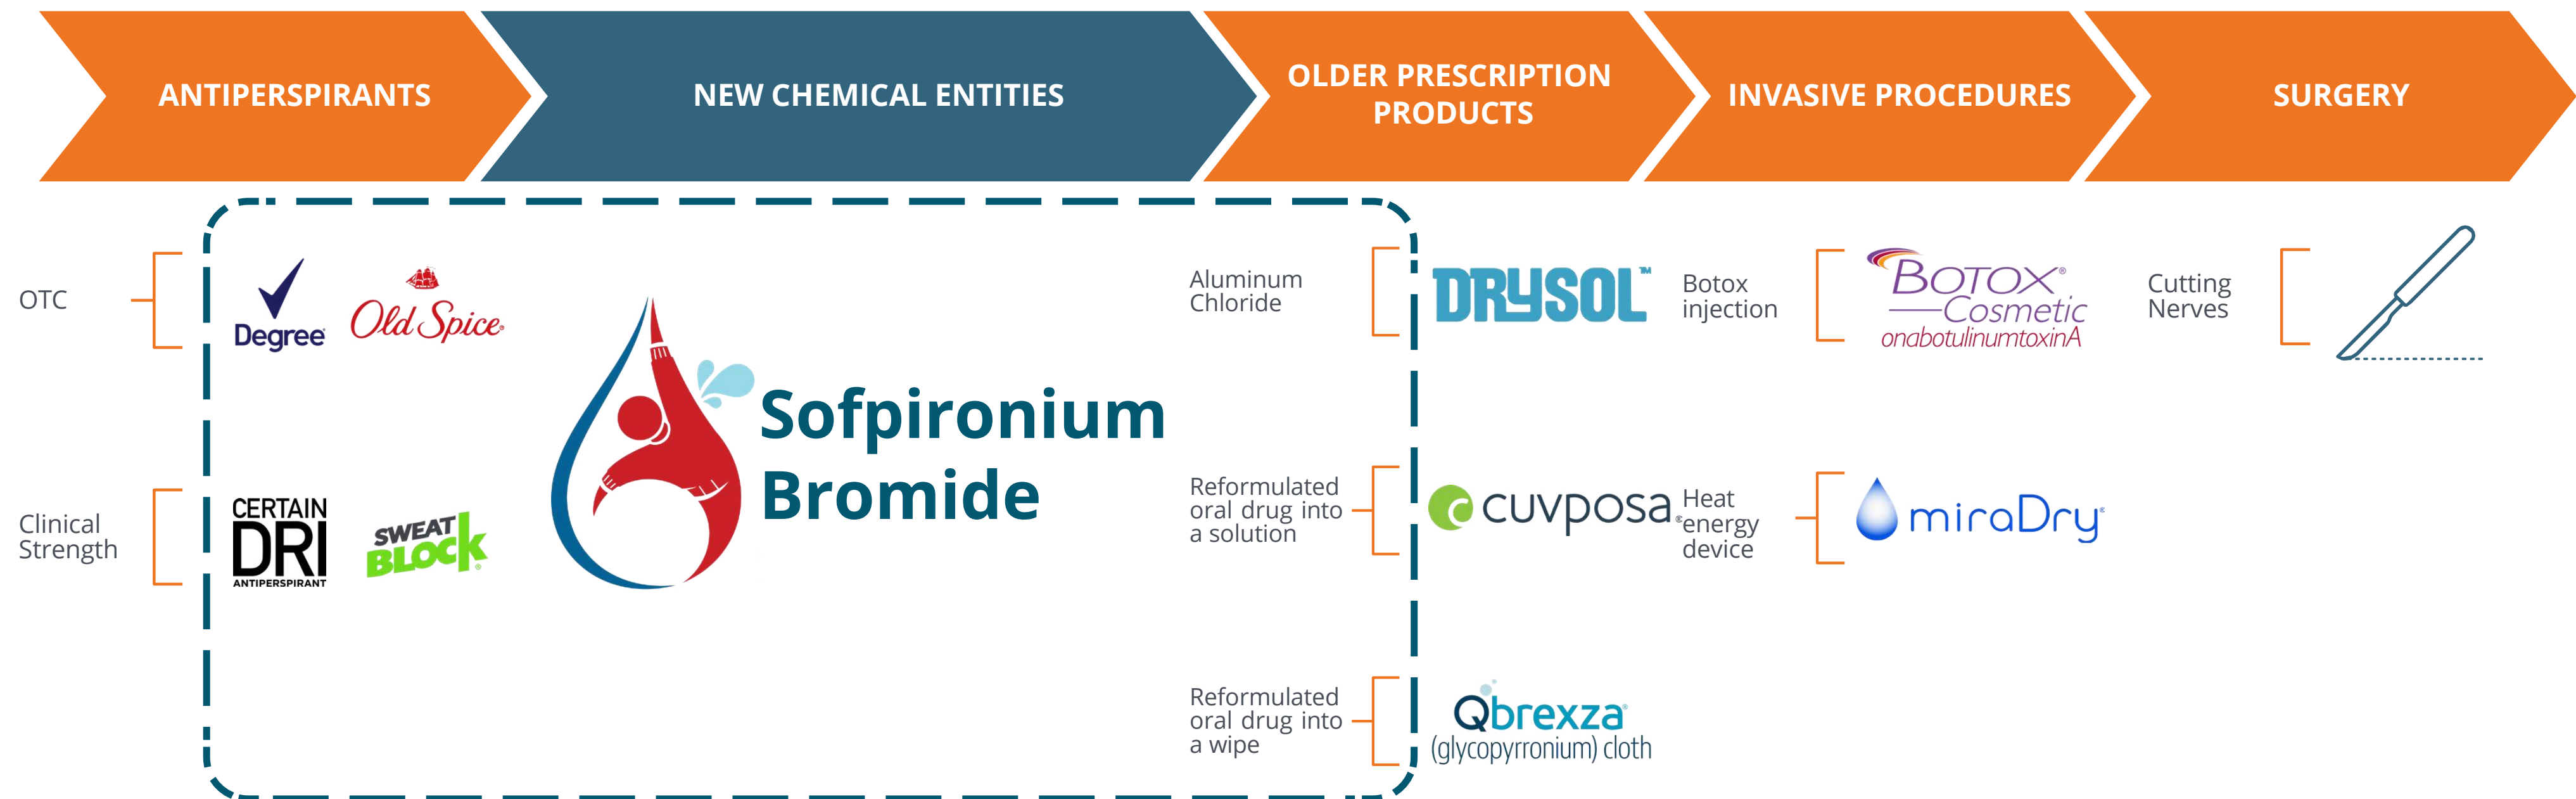 ANTIPERSPIRANTS
NEW CHEMICAL ENTITIES
OLDER PRESCRIPTION
PRODUCTS
INVASIVE PROCEDURES
SURGERY
OTC
Degree®
Old Spice®
Clinical
Strength
CERTAIN
DRI
ANTIPERSPIRANT
SWEAT
BLOCK®
Sofpironium
Bromide
Aluminum
Chloride
DRYSOL™
Reformulated
oral drug into
a solution
cuvposa®
Reformulated
oral drug into
a wipe
Qbrexza®
(glycopyrronium) cloth
Botox
injection
BOTOX®
Cosmetic
onabotulinumtoxinA
Heat
energy
device
miraDry®
Cutting
Nerves